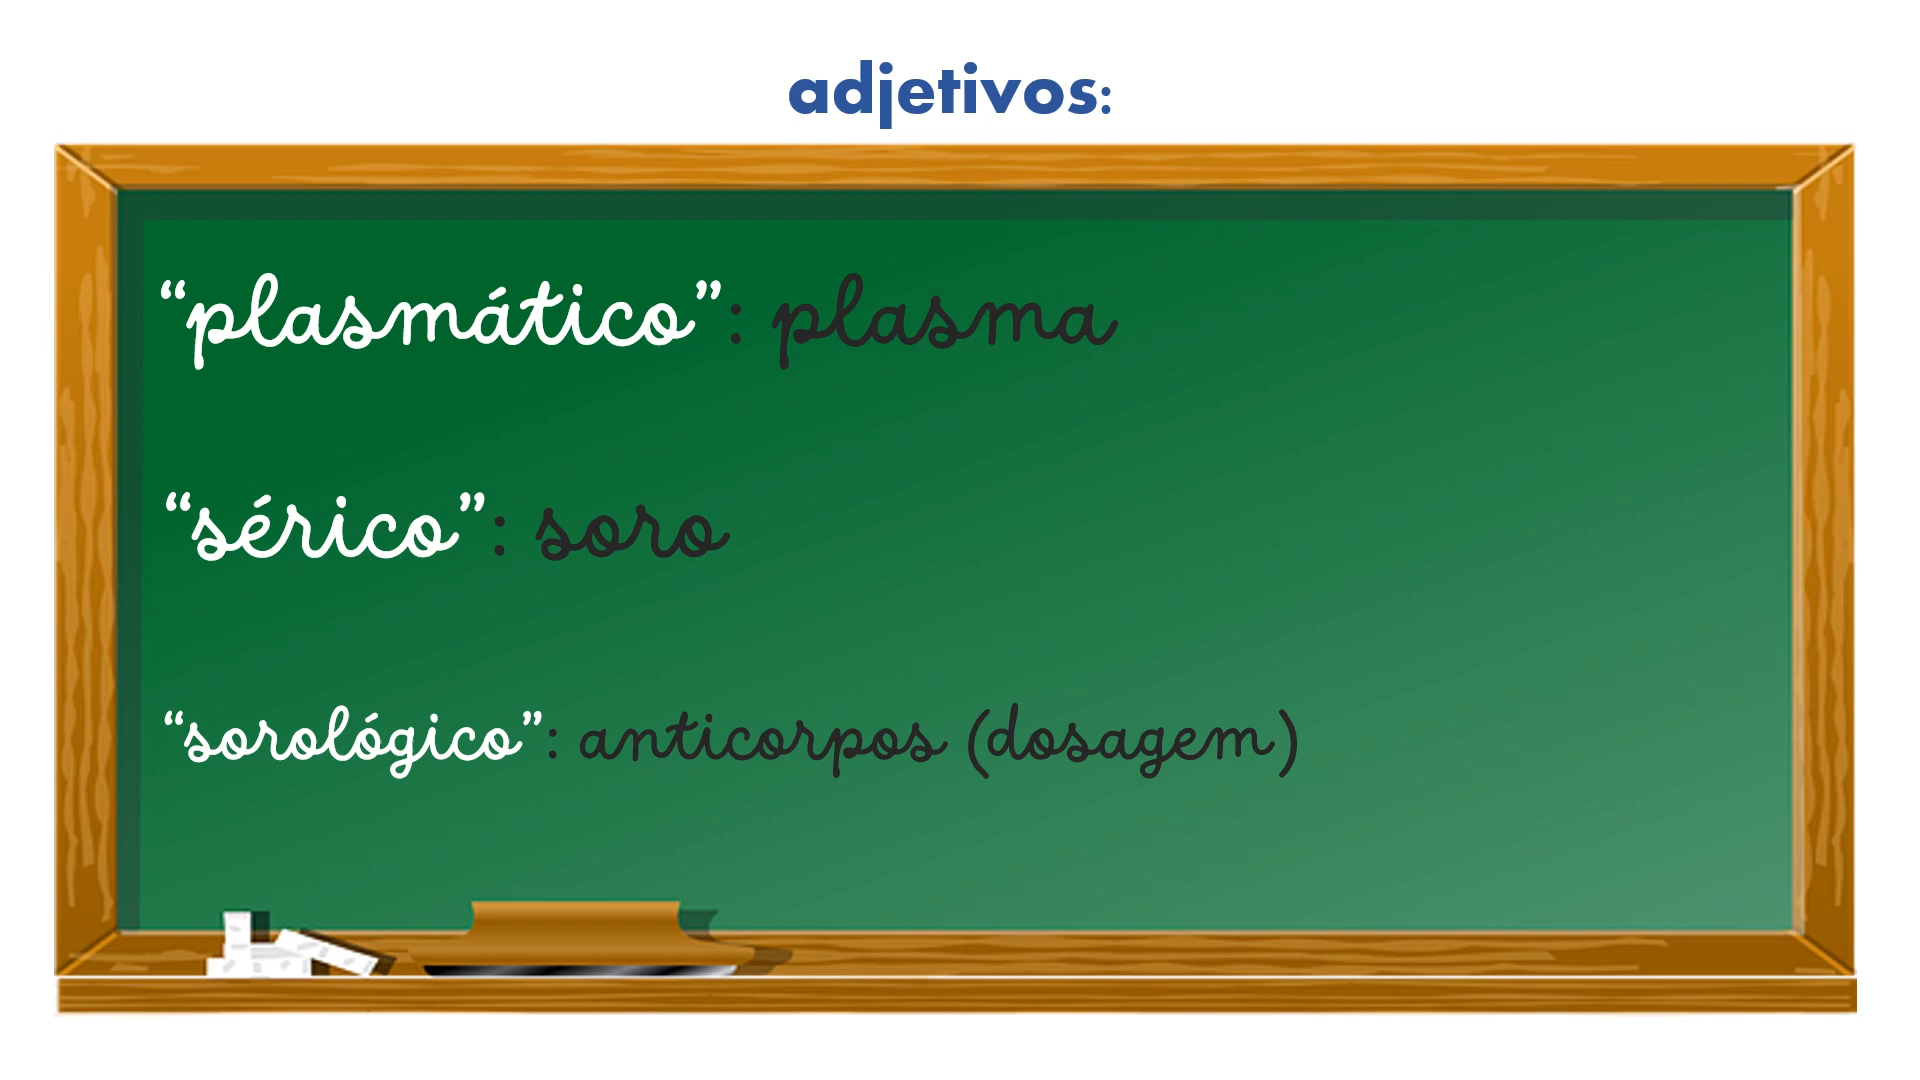 adjetivos:
“plasmático”: plasma
“sérico”: soro
“sorológico”: anticorpos (dosagem)